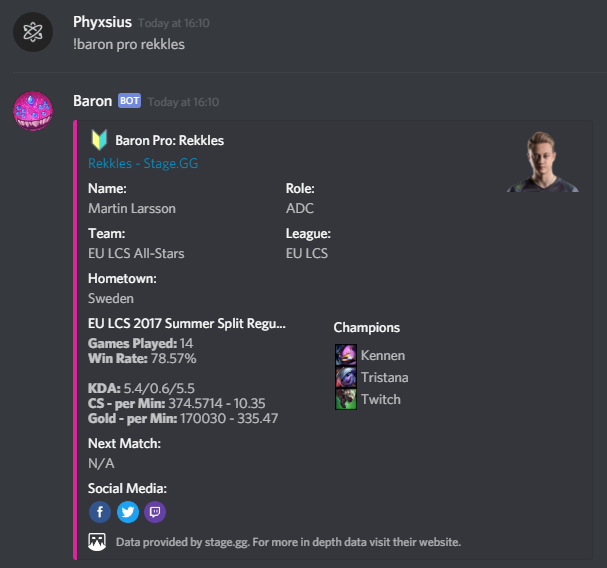 Phyxsius Today at 16:10
!baron pro rekkles
Baron BOT Today at 16:10
Baron Pro: Rekkles
Rekkles - Stage.GG
Name: Role:
Martin Larsson ADC
Team: League:
EU LCS All-Stars EU LCS
Hometown:
Sweden
EU LCS 2017 Summer Split Regu...
Games Played: 14
Win Rate: 78.57%
KDA: 5.4/0.6/5.5
CS - per Min: 374.5714 - 10.35
Gold - per Min: 170030 - 335.47
Champions
Kennen
Tristana
Twitch
Next Match:
N/A
Social Media:
Data provided by stage.gg. For more in depth data visit their website.